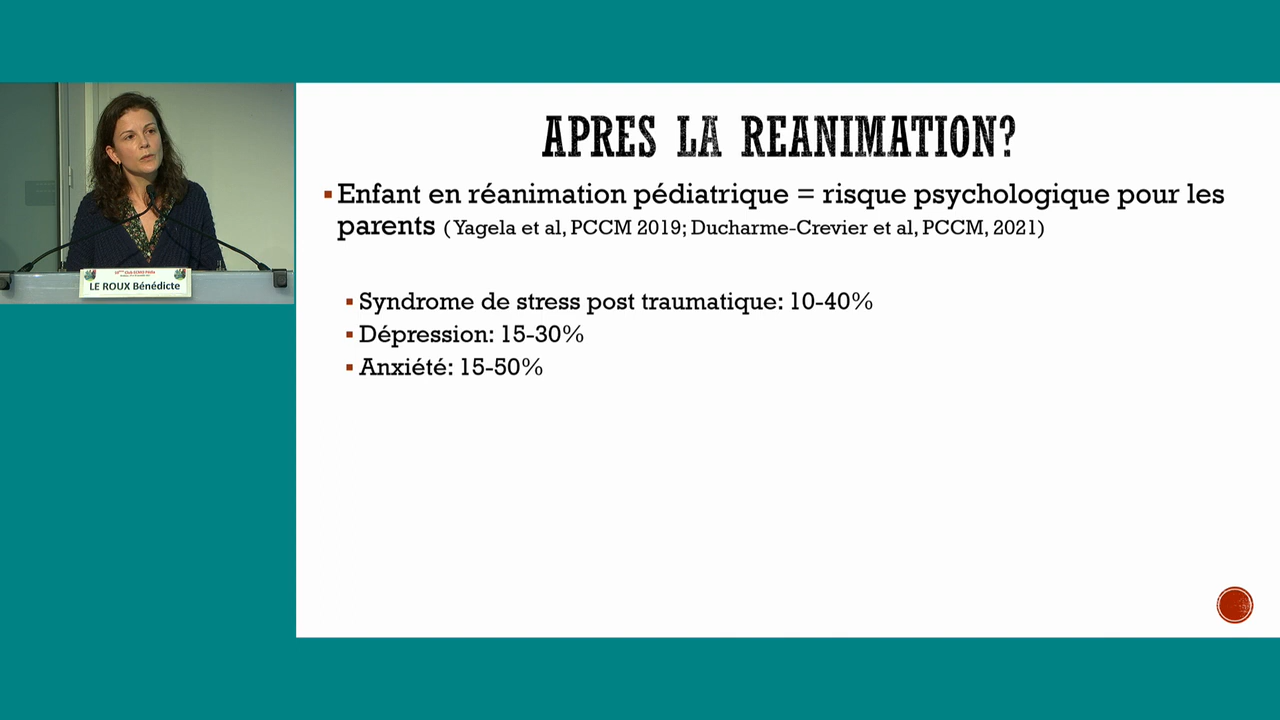 APRES LA REANIMATION?
Enfant en réanimation pédiatrique = risque psychologique pour les
parents ( Yagela et al, PCCM 2019; Ducharme-Crevier et al, PCCM, 2021)
Syndrome de stress post traumatique: 10-40%
Dépression: 15-30%
Anxiété: 15-50%
LE ROUX Bénédicte